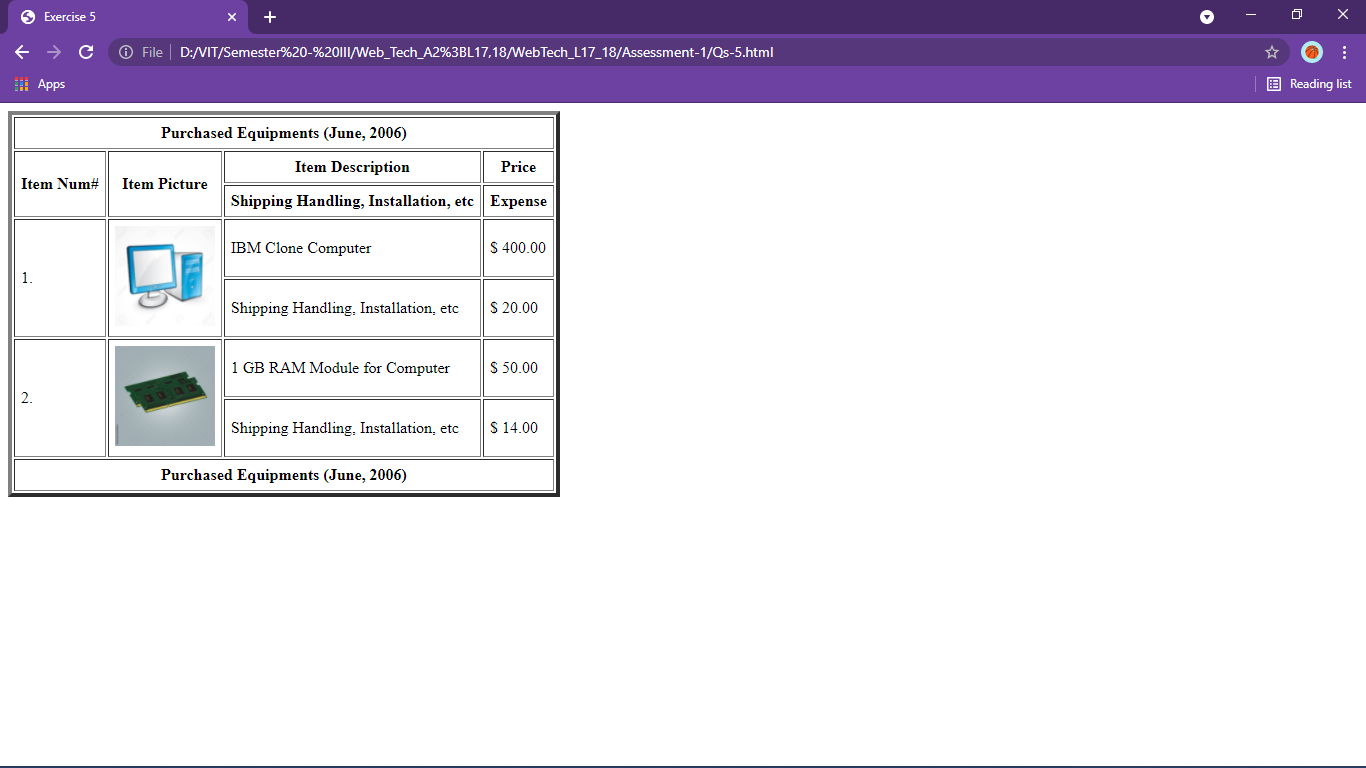 Exercise 5
File D:/VIT/Semester%20-%20III/Web_Tech_A2%3BL17,18/WebTech_L17_18/Assessment-1/Qs-5.html
Apps
Reading list
Purchased Equipments (June, 2006)
Item Num# Item Picture Item Description Price
Shipping Handling, Installation, etc Expense
1. IBM Clone Computer $ 400.00
Shipping Handling, Installation, etc $ 20.00
2. 1 GB RAM Module for Computer $ 50.00
Shipping Handling, Installation, etc $ 14.00
Purchased Equipments (June, 2006)